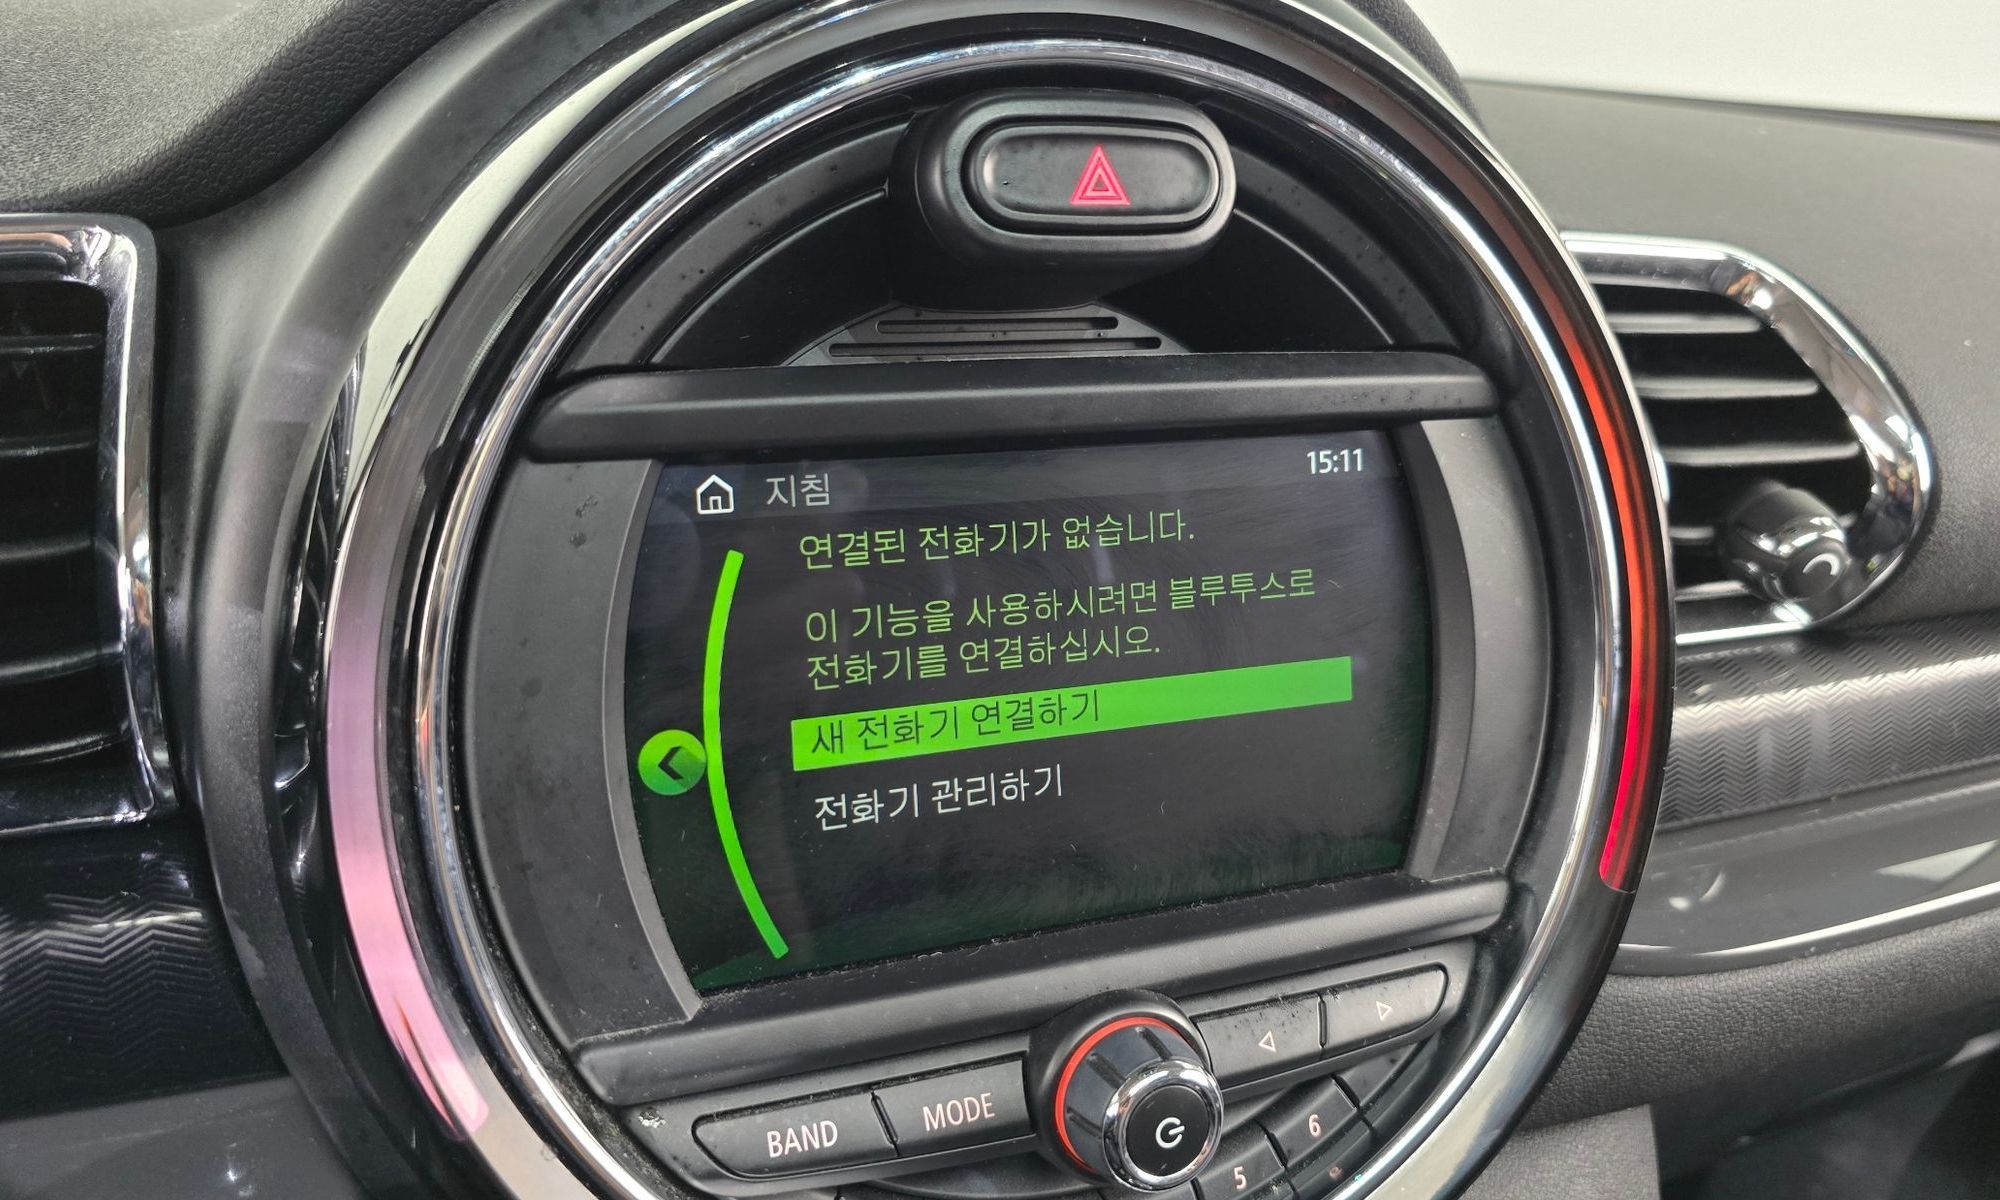 지침
15:11
연결된 전화기가 없습니다.
이 기능을 사용하시려면 블루투스로
전화기를 연결하십시오.
새 전화기 연결하기
전화기 관리하기
BAND
MODE
5
6